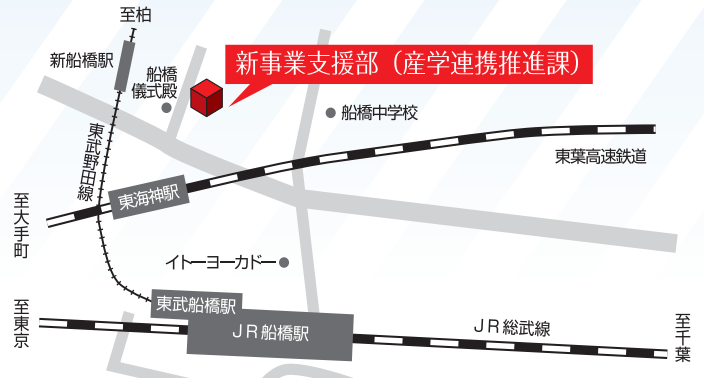 至柏
新船橋駅
船橋
儀式殿
新事業支援部（産学連携推進課）
船橋中学校
東葉高速鉄道
東武野田線
東海神駅
至大手町
イトーヨーカドー
東武船橋駅
至東京
JR船橋駅
JR総武線
至千葉